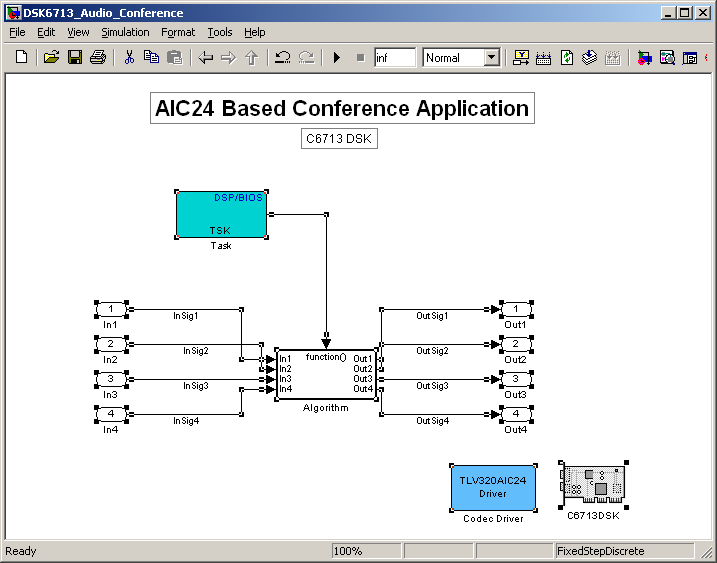 DSK6713_Audio_Conference
File Edit View Simulation Format Tools Help
inf Normal
AIC24 Based Conference Application
C6713 DSK
DSP/BIOS
TSK
Task
1 InSig1 OutSig1 1
In1 Out1
2 InSig2 OutSig2 2
In2 Out2
3 InSig3 OutSig3 3
In3 Out3
4 InSig4 OutSig4 4
In4 Out4
function()
In1 Out1
In2 Out2
In3 Out3
In4 Out4
Algorithm
TLV320AIC24
Driver
Codec Driver
C6713DSK
Ready 100% FixedStepDiscrete